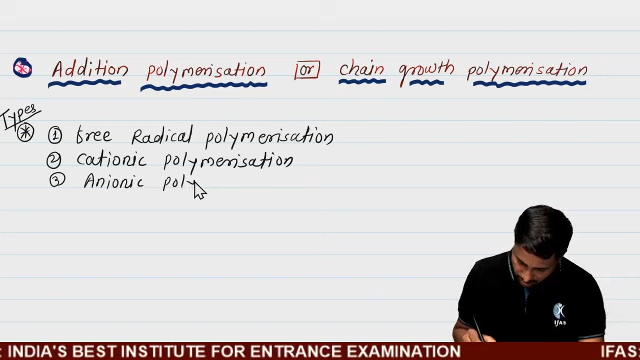 * Addition polymerisation or chain growth polymerisation
Types
* ① free Radical polymerisation
② Cationic polymerisation
③ Anionic poly
IFAS
: INDIA'S BEST INSTITUTE FOR ENTRANCE EXAMINATION IFAS: